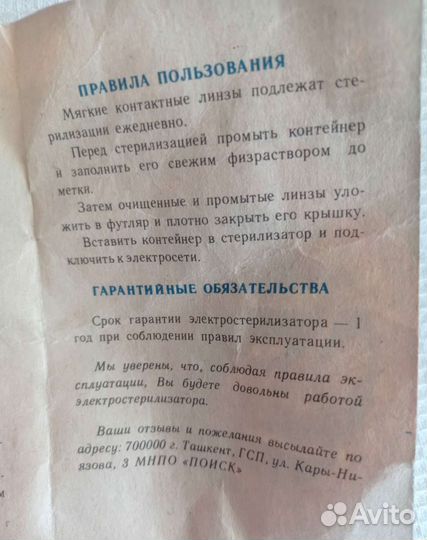 ПРАВИЛА ПОЛЬЗОВАНИЯ
Мягкие контактные линзы подлежат сте-
рилизации ежедневно.
Перед стерилизацией промыть контейнер
и заполнить его свежим физраствором до
метки.
Затем очищенные и промытые линзы уло-
жить в футляр и плотно закрыть его крышку.
Вставить контейнер в стерилизатор и под-
ключить к электросети.
ГАРАНТИЙНЫЕ ОБЯЗАТЕЛЬСТВА
Срок гарантии электростерилизатора — 1
год при соблюдении правил эксплуатации.
Мы уверены, что, соблюдая правила эк-
сплуатации, Вы будете довольны работой
электростерилизатора.
Ваши отзывы и пожелания высылайте по
адресу: 700000 г. Ташкент, ГСП, ул. Кары-Ни-
язова, 3 МНПО «ПОИСК»
Avito